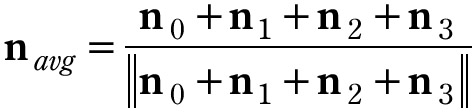 n_avg = (n_0 + n_1 + n_2 + n_3) / ‖n_0 + n_1 + n_2 + n_3‖